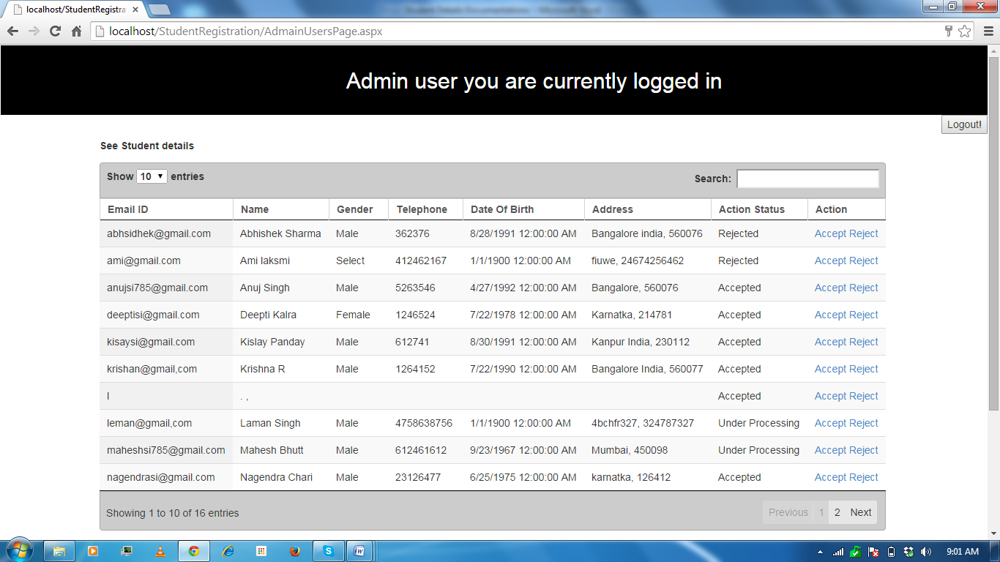 localhost/StudentRegistra
localhost/StudentRegistration/AdmainUsersPage.aspx
Admin user you are currently logged in
Logout!
See Student details
Show 10 entries Search:
Email ID Name Gender Telephone Date Of Birth Address Action Status Action
abhsidhek@gmail.com Abhishek Sharma Male 362376 8/28/1991 12:00:00 AM Bangalore india, 560076 Rejected Accept Reject
ami@gmail.com Ami laksmi Select 412462167 1/1/1900 12:00:00 AM fiuwe, 24674256462 Rejected Accept Reject
anujsi785@gmail.com Anuj Singh Male 5263546 4/27/1992 12:00:00 AM Bangalore, 560076 Accepted Accept Reject
deeptisi@gmail.com Deepti Kalra Female 1246524 7/22/1978 12:00:00 AM Karnatka, 214781 Accepted Accept Reject
kisaysi@gmail.com Kislay Panday Male 612741 8/30/1991 12:00:00 AM Kanpur India, 230112 Accepted Accept Reject
krishan@gmail,com Krishna R Male 1264152 7/22/1990 12:00:00 AM Bangalore India, 560077 Accepted Accept Reject
l . , Accepted Accept Reject
leman@gmail,com Laman Singh Male 4758638756 1/1/1900 12:00:00 AM 4bchfr327, 324787327 Under Processing Accept Reject
maheshsi785@gmail.com Mahesh Bhutt Male 612461612 9/23/1967 12:00:00 AM Mumbai, 450098 Under Processing Accept Reject
nagendrasi@gmail.com Nagendra Chari Male 23126477 6/25/1975 12:00:00 AM karnatka, 126412 Accepted Accept Reject
Showing 1 to 10 of 16 entries Previous 1 2 Next
9:01 AM